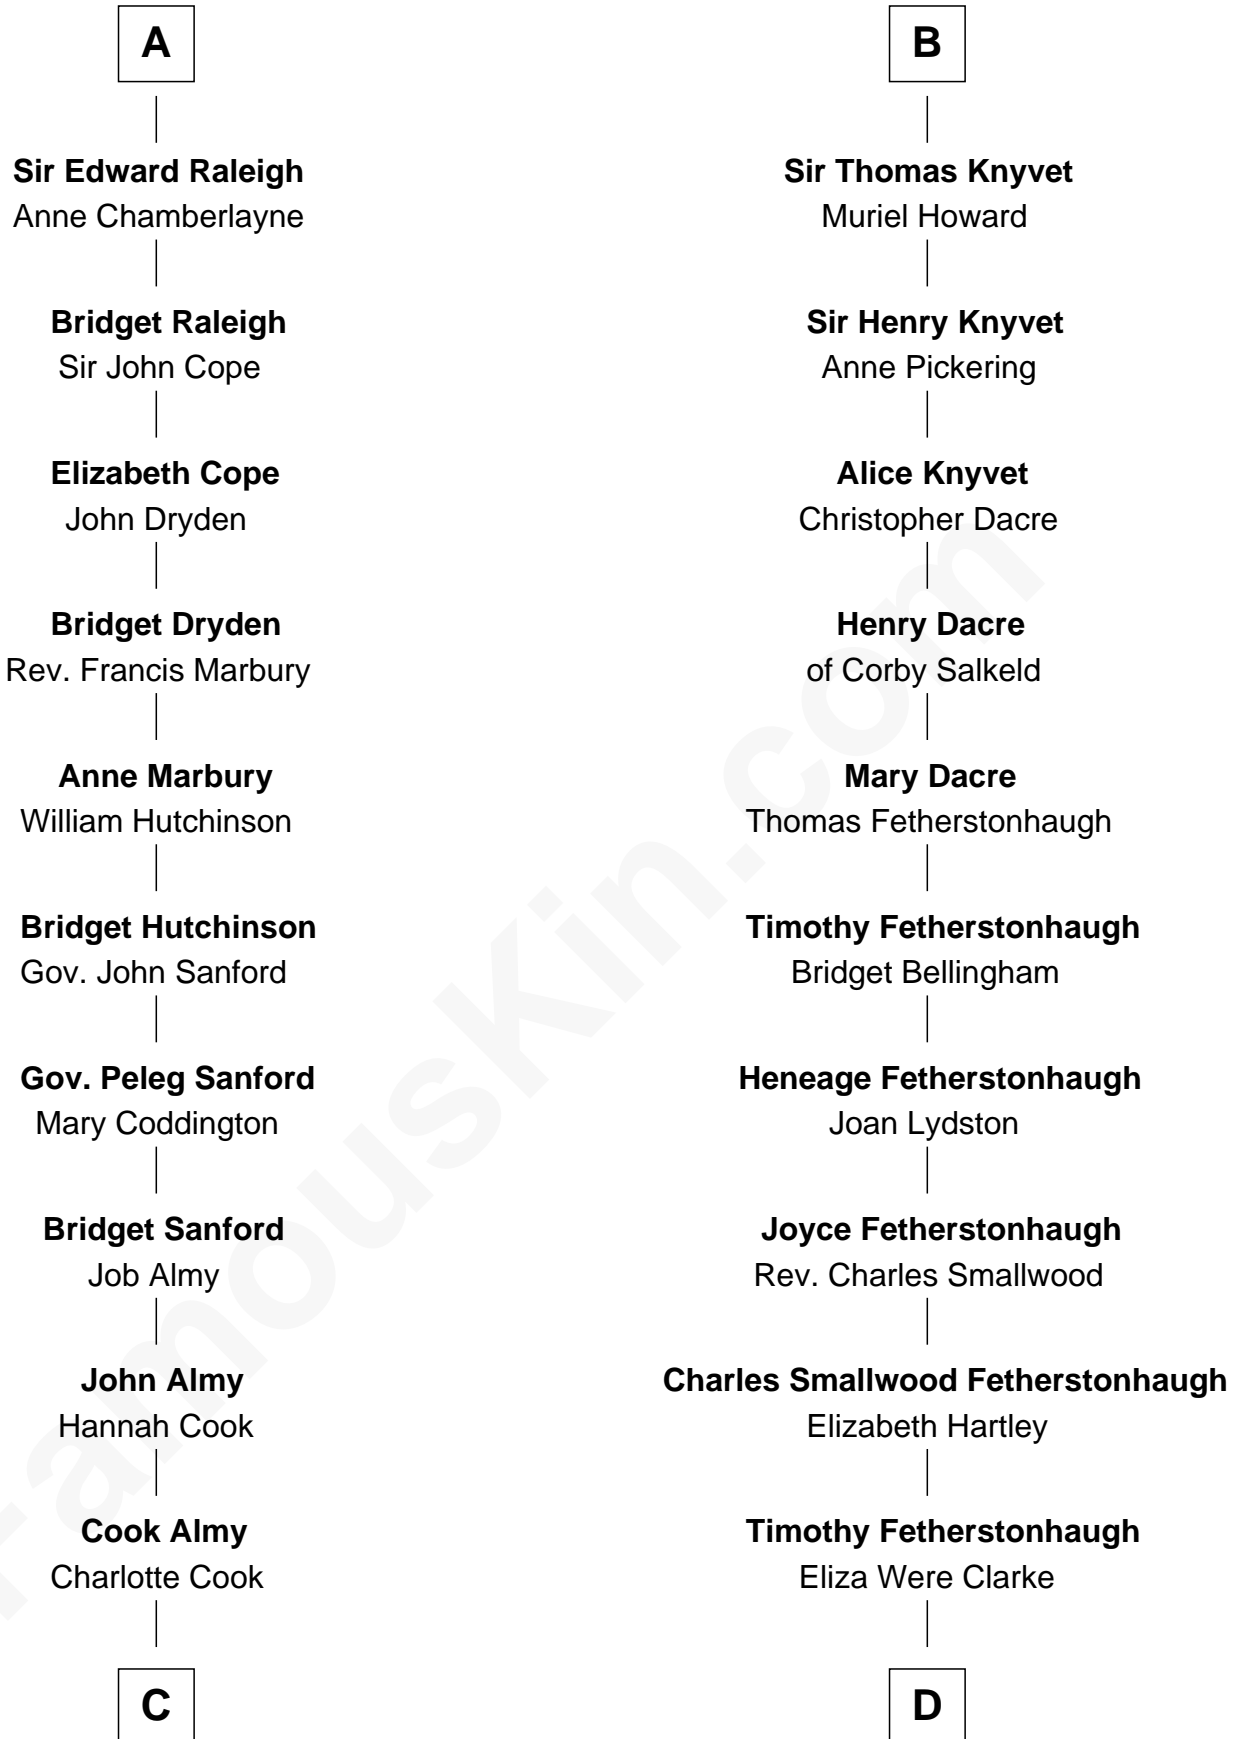 A
Sir Edward Raleigh
Anne Chamberlayne
Bridget Raleigh
Sir John Cope
Elizabeth Cope
John Dryden
Bridget Dryden
Rev. Francis Marbury
Anne Marbury
William Hutchinson
Bridget Hutchinson
Gov. John Sanford
Gov. Peleg Sanford
Mary Coddington
Bridget Sanford
Job Almy
John Almy
Hannah Cook
Cook Almy
Charlotte Cook
C
B
Sir Thomas Knyvet
Muriel Howard
Sir Henry Knyvet
Anne Pickering
Alice Knyvet
Christopher Dacre
Henry Dacre
of Corby Salkeld
Mary Dacre
Thomas Fetherstonhaugh
Timothy Fetherstonhaugh
Bridget Bellingham
Heneage Fetherstonhaugh
Joan Lydston
Joyce Fetherstonhaugh
Rev. Charles Smallwood
Charles Smallwood Fetherstonhaugh
Elizabeth Hartley
Timothy Fetherstonhaugh
Eliza Were Clarke
D
FamousKin.com